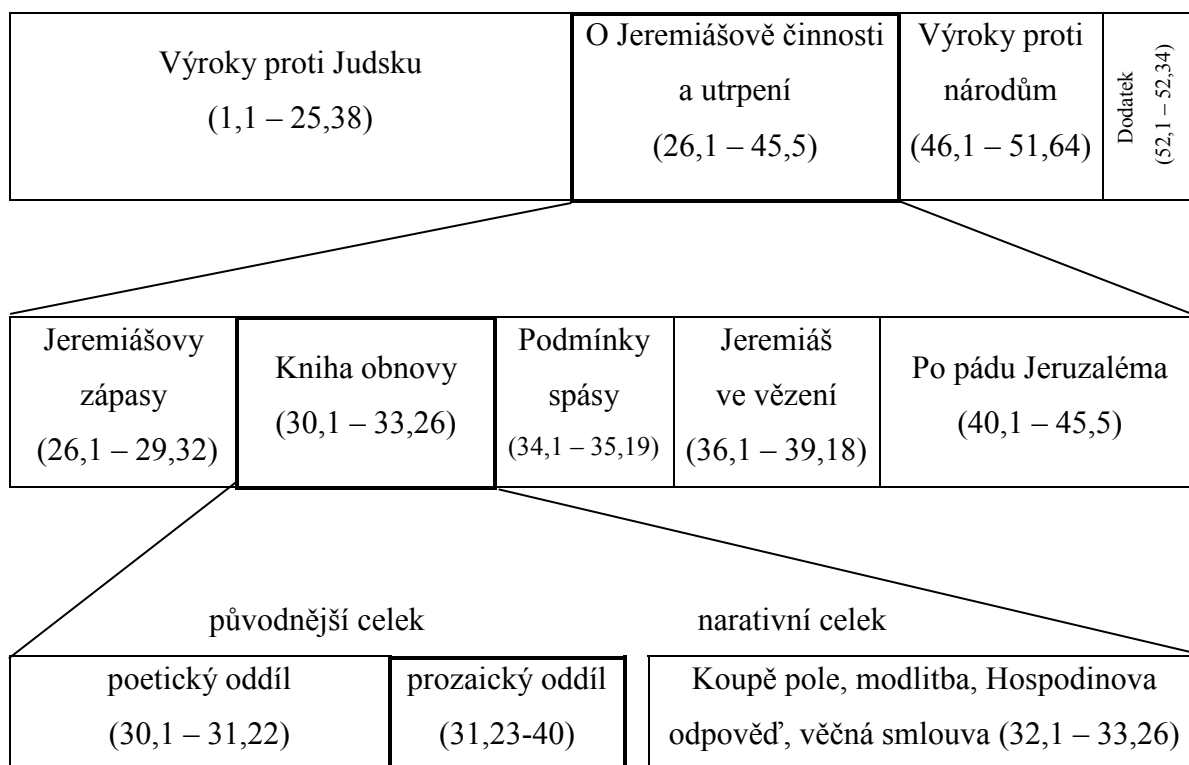 Výroky proti Judsku
(1,1 – 25,38)
O Jeremiášově činnosti
a utrpení
(26,1 – 45,5)
Výroky proti
národům
(46,1 – 51,64)
Dodatek
(52,1 – 52,34)
Jeremiášovy
zápasy
(26,1 – 29,32)
Kniha obnovy
(30,1 – 33,26)
Podmínky
spásy
(34,1 – 35,19)
Jeremiáš
ve vězení
(36,1 – 39,18)
Po pádu Jeruzaléma
(40,1 – 45,5)
původnější celek
narativní celek
poetický oddíl
(30,1 – 31,22)
prozaický oddíl
(31,23-40)
Koupě pole, modlitba, Hospodinova
odpověď, věčná smlouva (32,1 – 33,26)